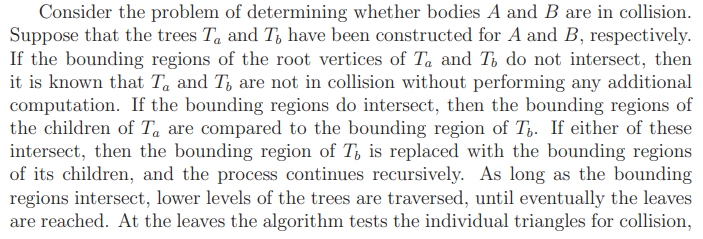 Consider the problem of determining whether bodies A and B are in collision.
Suppose that the trees Tₐ and T_b have been constructed for A and B, respectively.
If the bounding regions of the root vertices of Tₐ and T_b do not intersect, then
it is known that Tₐ and T_b are not in collision without performing any additional
computation. If the bounding regions do intersect, then the bounding regions of
the children of Tₐ are compared to the bounding region of T_b. If either of these
intersect, then the bounding region of T_b is replaced with the bounding regions
of its children, and the process continues recursively. As long as the bounding
regions intersect, lower levels of the trees are traversed, until eventually the leaves
are reached. At the leaves the algorithm tests the individual triangles for collision,